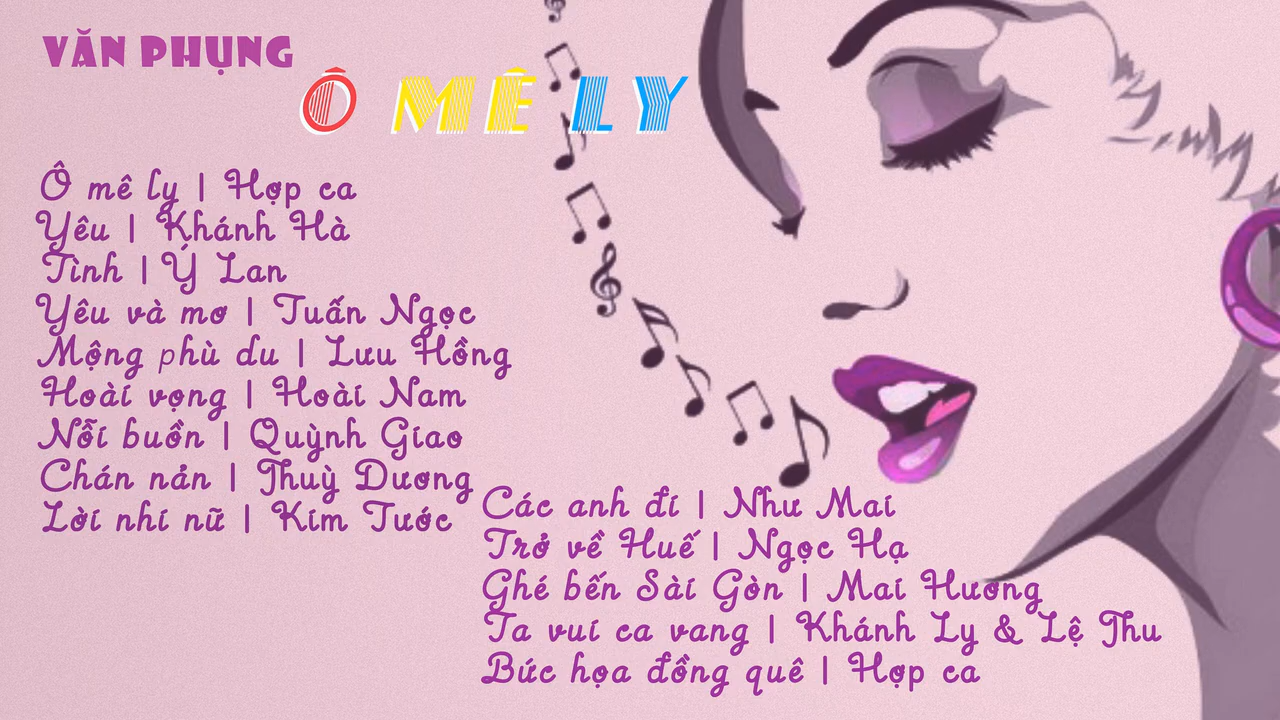 VĂN PHỤNG
Ô MÊ LY
Ô mê ly | Hợp ca
Yêu | Khánh Hà
Tình | Ý Lan
Yêu và mơ | Tuấn Ngọc
Mộng phù du | Lưu Hồng
Hoài vọng | Hoài Nam
Nỗi buồn | Quỳnh Giao
Chán nản | Thuỳ Dương
Lời nhi nữ | Kim Tước
Các anh đi | Như Mai
Trở về Huế | Ngọc Hạ
Ghé bến Sài Gòn | Mai Hương
Ta vui ca vang | Khánh Ly & Lệ Thu
Bức họa đồng quê | Hợp ca